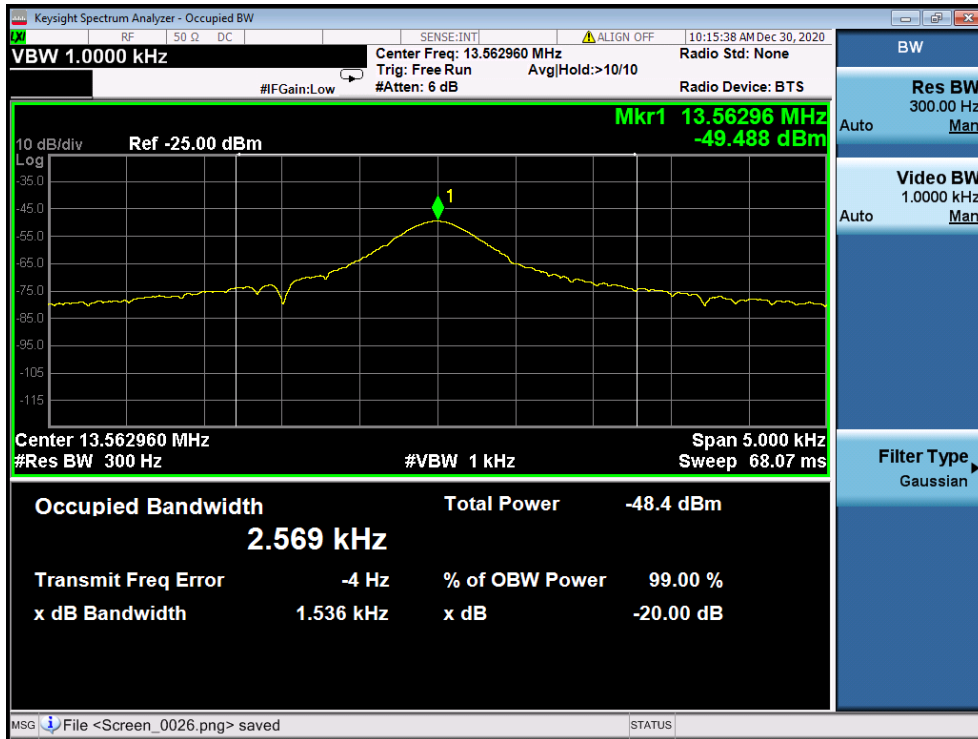 Keysight Spectrum Analyzer - Occupied BW
LXI RF 50 Ω DC SENSE:INT ALIGN OFF 10:15:38 AM Dec 30, 2020
VBW 1.0000 kHz
Center Freq: 13.562960 MHz Radio Std: None
Trig: Free Run Avg|Hold:>10/10
#IFGain:Low #Atten: 6 dB Radio Device: BTS
Mkr1 13.56296 MHz
-49.488 dBm
10 dB/div Ref -25.00 dBm
Log
-35.0
-45.0
-55.0
-65.0
-75.0
-85.0
-95.0
-105
-115
1
Center 13.562960 MHz Span 5.000 kHz
#Res BW 300 Hz #VBW 1 kHz Sweep 68.07 ms
Occupied Bandwidth Total Power -48.4 dBm
2.569 kHz
Transmit Freq Error -4 Hz % of OBW Power 99.00 %
x dB Bandwidth 1.536 kHz x dB -20.00 dB
BW
Res BW
300.00 Hz
Auto Man
Video BW
1.0000 kHz
Auto Man
Filter Type
Gaussian
MSG File <Screen_0026.png> saved STATUS